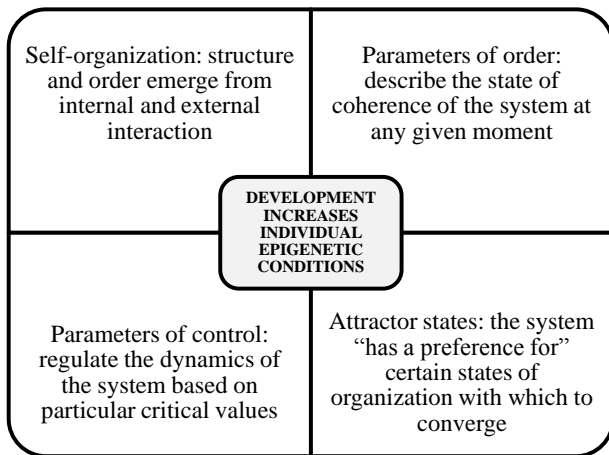 Self-organization: structure
and order emerge from
internal and external
interaction
Parameters of order:
describe the state of
coherence of the system at
any given moment
DEVELOPMENT
INCREASES
INDIVIDUAL
EPIGENETIC
CONDITIONS
Parameters of control:
regulate the dynamics of
the system based on
particular critical values
Attractor states: the system
“has a preference for”
certain states of
organization with which to
converge